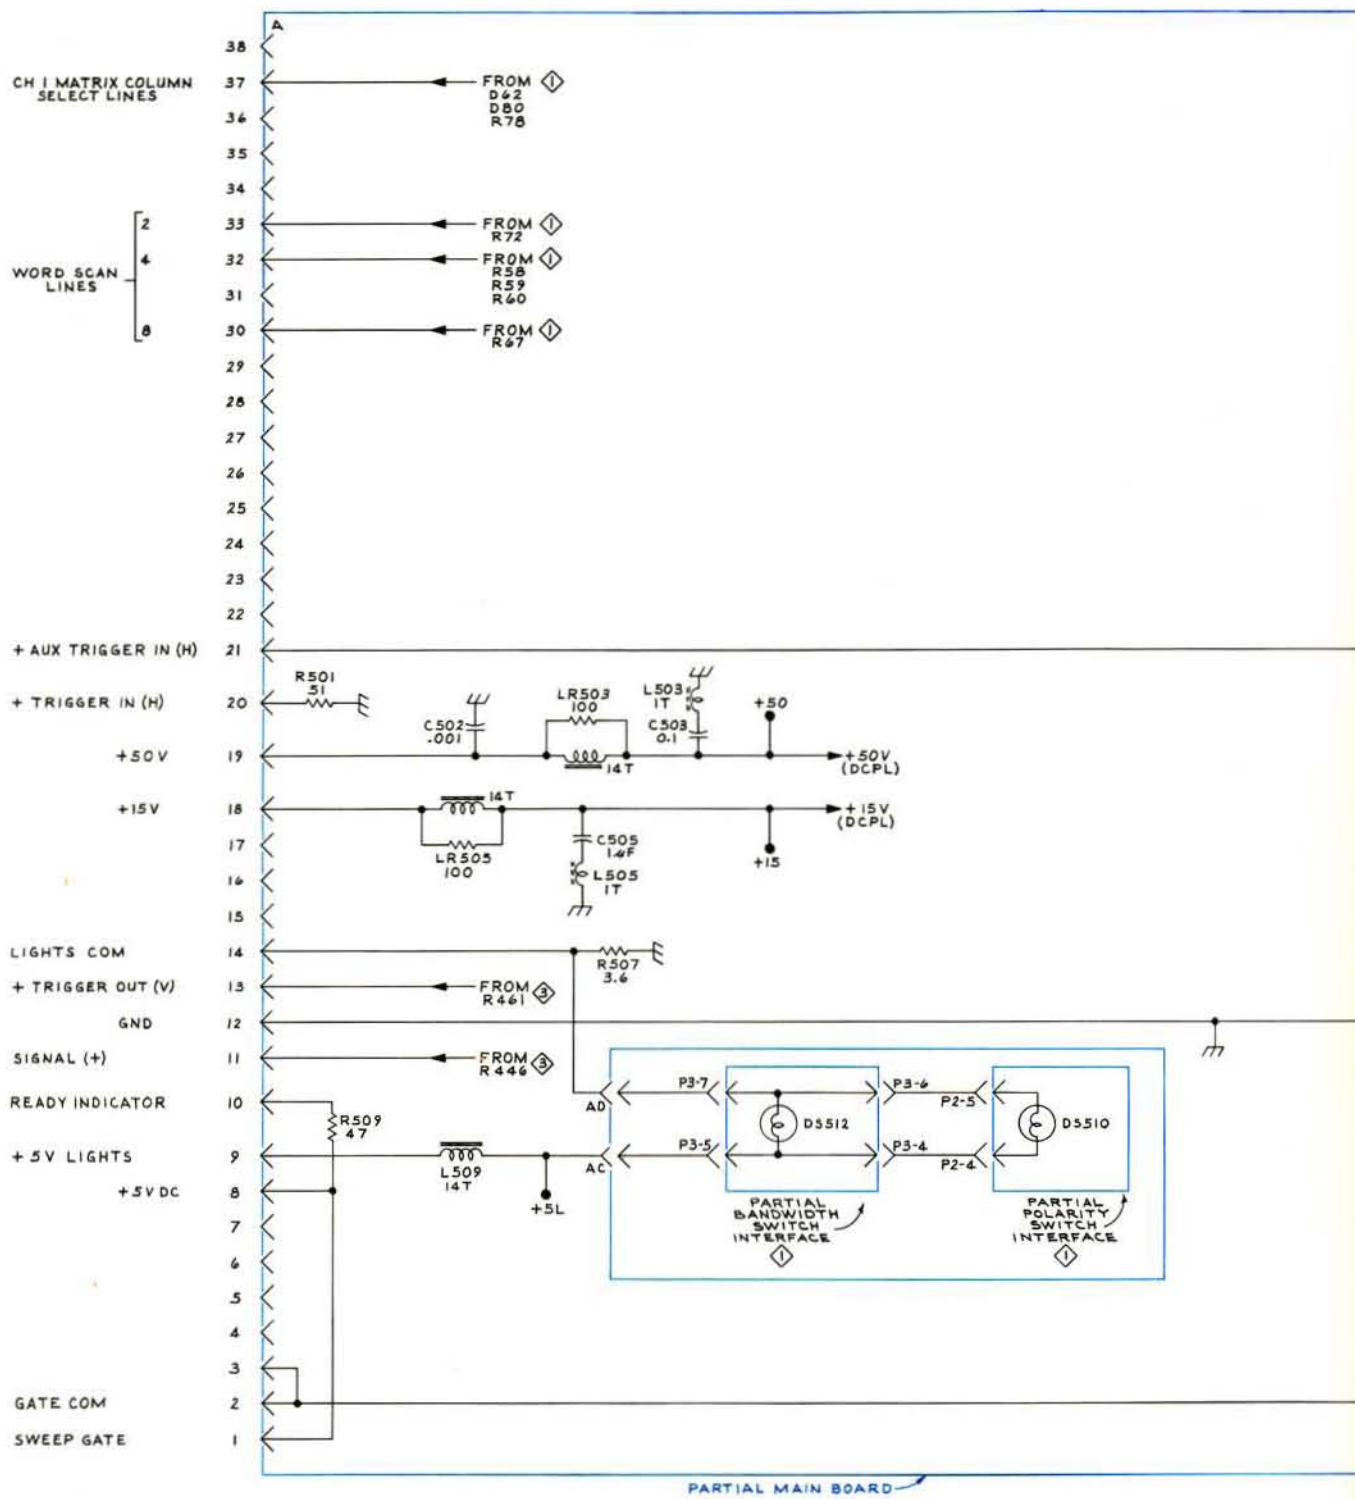 A
38
CH 1 MATRIX COLUMN
SELECT LINES
37
FROM 1
D62
D80
R78
36
35
34
2
33
FROM 1
R72
WORD SCAN
LINES
4
32
FROM 1
R58
R59
R60
31
8
30
FROM 1
R67
29
28
27
26
25
24
23
22
+ AUX TRIGGER IN (H)
21
+ TRIGGER IN (H)
20
R501
51
+50V
19
C502
.001
LR503
100
14T
L503
1T
C503
0.1
+50
+50V
(DCPL)
+15V
18
14T
LR505
100
C505
1µF
L505
1T
+15
+15V
(DCPL)
17
16
15
LIGHTS COM
14
R507
3.6
+ TRIGGER OUT (V)
13
FROM
R461 3
GND
12
SIGNAL (+)
11
FROM
R446 3
READY INDICATOR
10
R509
47
AD
P3-7
P3-6
P2-5
DS512
DS510
+ 5V LIGHTS
9
L509
14T
+5L
AC
P3-5
P3-4
P2-4
+5V DC
8
PARTIAL
BANDWIDTH
SWITCH
INTERFACE
1
PARTIAL
POLARITY
SWITCH
INTERFACE
1
7
6
5
4
3
GATE COM
2
SWEEP GATE
1
PARTIAL MAIN BOARD